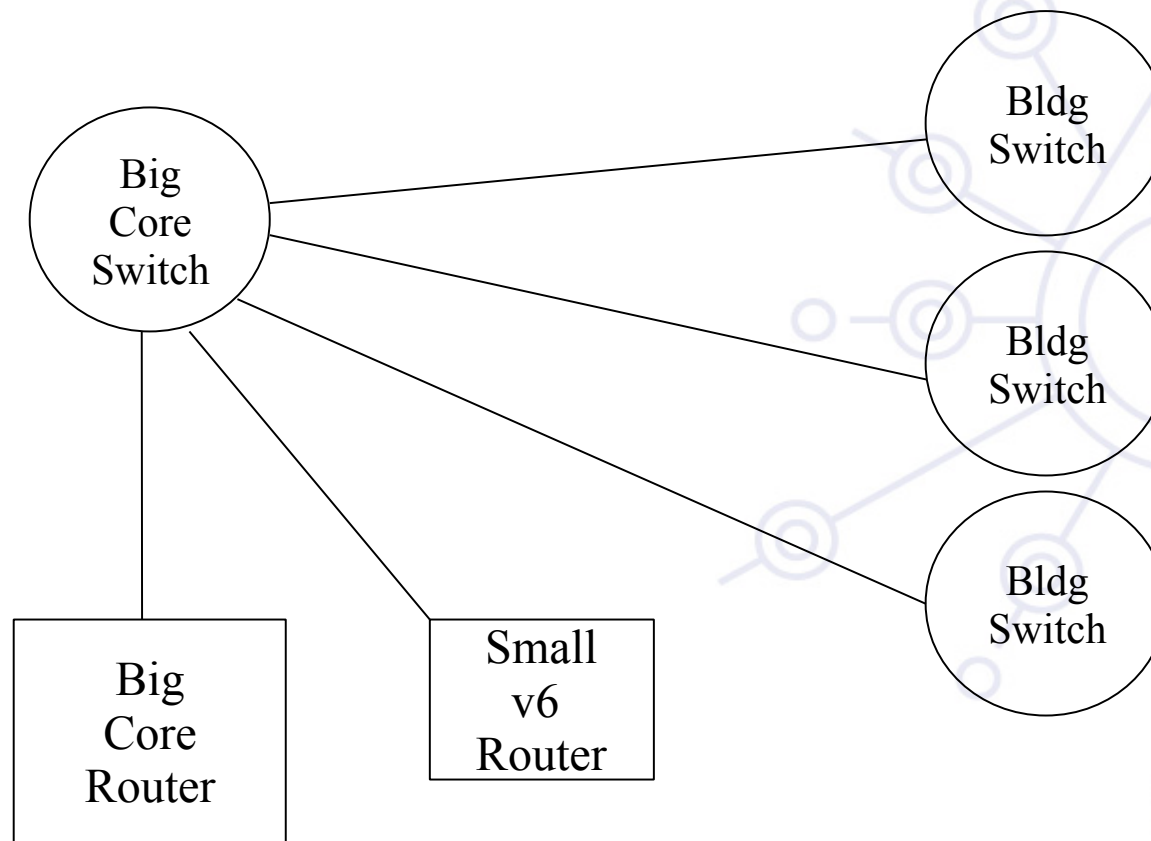 Big
Core
Switch
Bldg
Switch
Bldg
Switch
Bldg
Switch
Big
Core
Router
Small
v6
Router